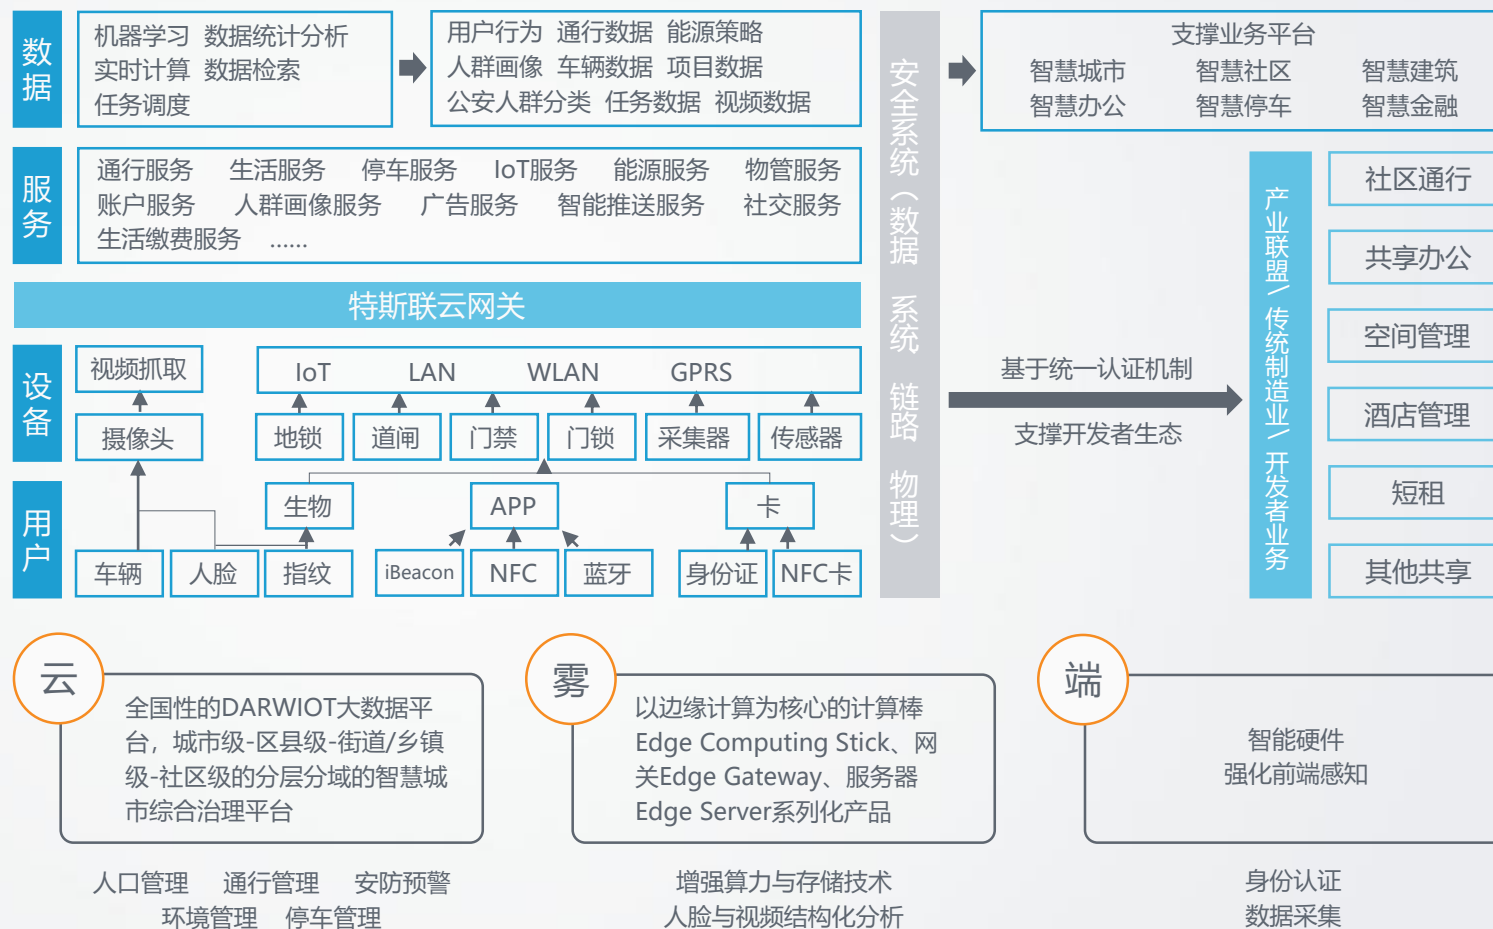 数据
机器学习 数据统计分析
实时计算 数据检索
任务调度
用户行为 通行数据 能源策略
人群画像 车辆数据 项目数据
公安人群分类 任务数据 视频数据
安全系统（数据 系统 链路 物理）
支撑业务平台
智慧城市 智慧社区 智慧建筑
智慧办公 智慧停车 智慧金融
服务
通行服务 生活服务 停车服务 IoT服务 能源服务 物管服务
账户服务 人群画像服务 广告服务 智能推送服务 社交服务
生活缴费服务 ……
特斯联云网关
设备
视频抓取
IoT LAN WLAN GPRS
摄像头
地锁 道闸 门禁 门锁 采集器 传感器
用户
生物 APP 卡
车辆 人脸 指纹 iBeacon NFC 蓝牙 身份证 NFC卡
基于统一认证机制
支撑开发者生态
产业联盟/传统制造业/开发者业务
社区通行
共享办公
空间管理
酒店管理
短租
其他共享
云
全国性的DARWIOT大数据平
台，城市级-区县级-街道/乡镇
级-社区级的分层分域的智慧城
市综合治理平台
人口管理 通行管理 安防预警
环境管理 停车管理
雾
以边缘计算为核心的计算棒
Edge Computing Stick、网
关Edge Gateway、服务器
Edge Server系列化产品
增强算力与存储技术
人脸与视频结构化分析
端
智能硬件
强化前端感知
身份认证
数据采集